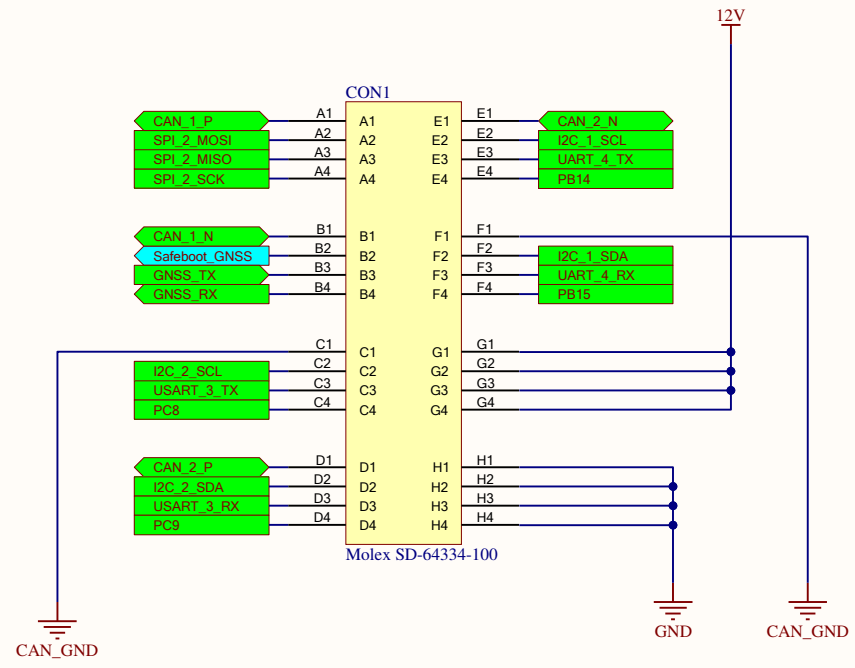 12V
CON1
CAN_1_P A1 A1 E1 E1 CAN_2_N
SPI_2_MOSI A2 A2 E2 E2 I2C_1_SCL
SPI_2_MISO A3 A3 E3 E3 UART_4_TX
SPI_2_SCK A4 A4 E4 E4 PB14
CAN_1_N B1 B1 F1 F1
Safeboot_GNSS B2 B2 F2 F2 I2C_1_SDA
GNSS_TX B3 B3 F3 F3 UART_4_RX
GNSS_RX B4 B4 F4 F4 PB15
C1 C1 G1 G1
I2C_2_SCL C2 C2 G2 G2
USART_3_TX C3 C3 G3 G3
PC8 C4 C4 G4 G4
CAN_2_P D1 D1 H1 H1
I2C_2_SDA D2 D2 H2 H2
USART_3_RX D3 D3 H3 H3
PC9 D4 D4 H4 H4
Molex SD-64334-100
CAN_GND GND CAN_GND